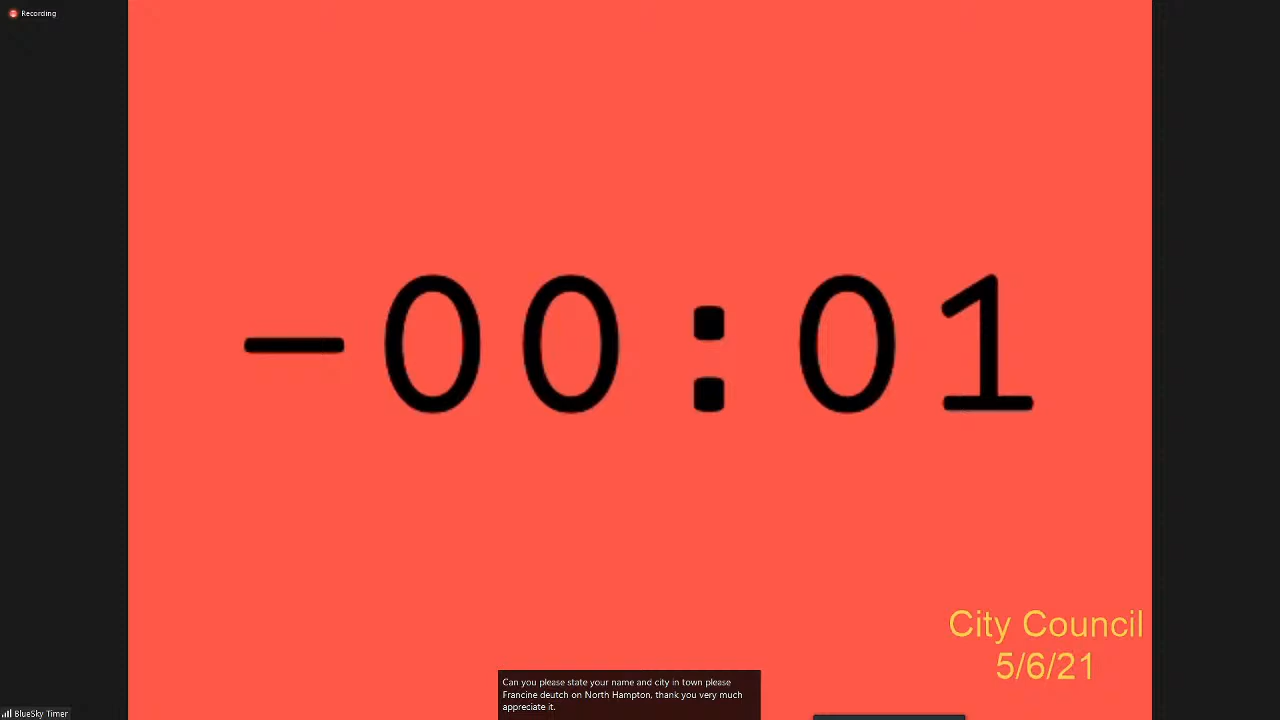 Recording
-00:01
City Council
5/6/21
Can you please state your name and city in town please
Francine deutch on North Hampton, thank you very much
appreciate it.
BlueSky Timer